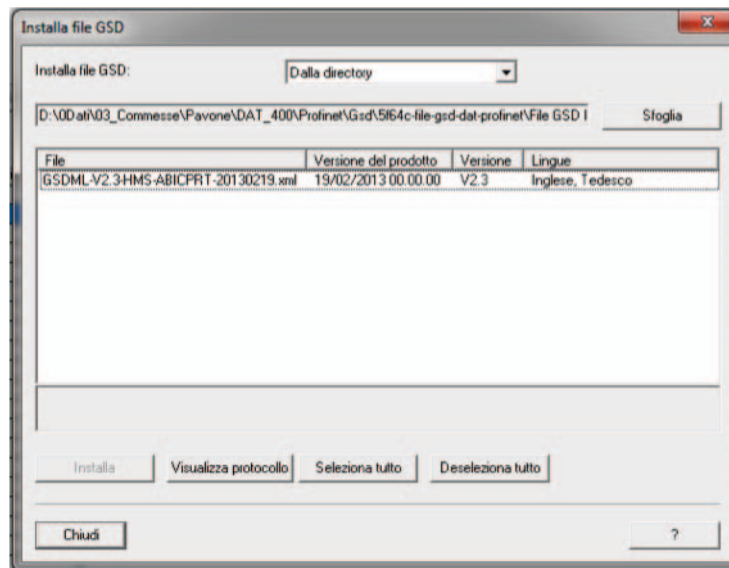 Installa file GSD
Installa file GSD: Dalla directory
D:\0Dati\03_Commesse\Pavone\DAT_400\Profinet\Gsd\5f64c-file-gsd-dat-profinet\File GSD I Sfoglia
File Versione del prodotto Versione Lingue
GSDML-V2.3-HMS-ABICPRT-20130219.xml 19/02/2013 00.00.00 V2.3 Inglese, Tedesco
Installa Visualizza protocollo Seleziona tutto Deseleziona tutto
Chiudi ?